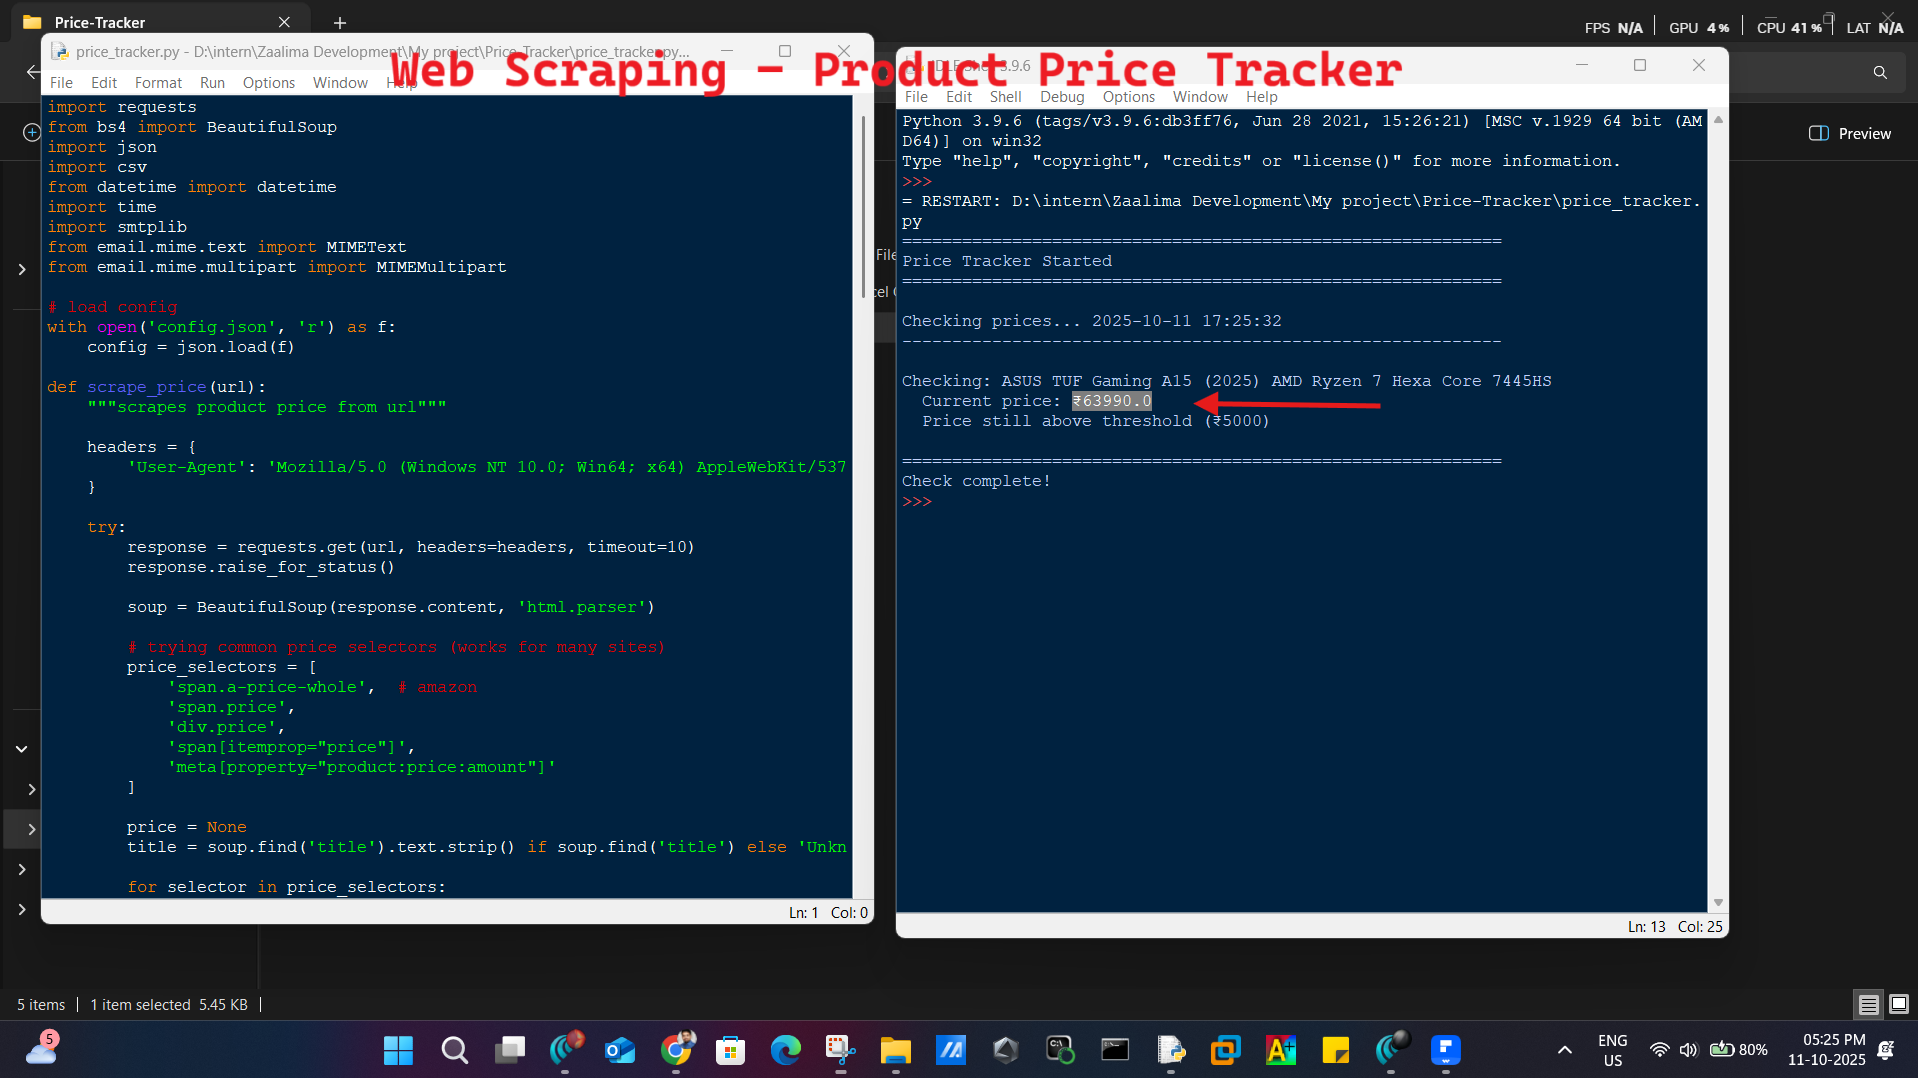 Price-Tracker
FPS N/A GPU 4 % CPU 41 % LAT N/A
Web Scraping – Product Price Tracker
price_tracker.py - D:\intern\Zaalima Development\My project\Price-Tracker\price_tracker.py...
File Edit Format Run Options Window Help
import requests
from bs4 import BeautifulSoup
import json
import csv
from datetime import datetime
import time
import smtplib
from email.mime.text import MIMEText
from email.mime.multipart import MIMEMultipart
# load config
with open('config.json', 'r') as f:
    config = json.load(f)
def scrape_price(url):
    """scrapes product price from url"""
    headers = {
        'User-Agent': 'Mozilla/5.0 (Windows NT 10.0; Win64; x64) AppleWebKit/537
    }
    try:
        response = requests.get(url, headers=headers, timeout=10)
        response.raise_for_status()
        soup = BeautifulSoup(response.content, 'html.parser')
        # trying common price selectors (works for many sites)
        price_selectors = [
            'span.a-price-whole',  # amazon
            'span.price',
            'div.price',
            'span[itemprop="price"]',
            'meta[property="product:price:amount"]'
        ]
        price = None
        title = soup.find('title').text.strip() if soup.find('title') else 'Unkn
        for selector in price_selectors:
Ln: 1 Col: 0
File
cel
IDLE Shell 3.9.6
File Edit Shell Debug Options Window Help
Python 3.9.6 (tags/v3.9.6:db3ff76, Jun 28 2021, 15:26:21) [MSC v.1929 64 bit (AM
D64)] on win32
Type "help", "copyright", "credits" or "license()" for more information.
>>>
= RESTART: D:\intern\Zaalima Development\My project\Price-Tracker\price_tracker.
py
============================================================
Price Tracker Started
============================================================
Checking prices... 2025-10-11 17:25:32
------------------------------------------------------------
Checking: ASUS TUF Gaming A15 (2025) AMD Ryzen 7 Hexa Core 7445HS
  Current price: ₹63990.0
  Price still above threshold (₹5000)
============================================================
Check complete!
>>>
Ln: 13 Col: 25
Preview
5 items 1 item selected 5.45 KB
5
ENG
US
80%
05:25 PM
11-10-2025